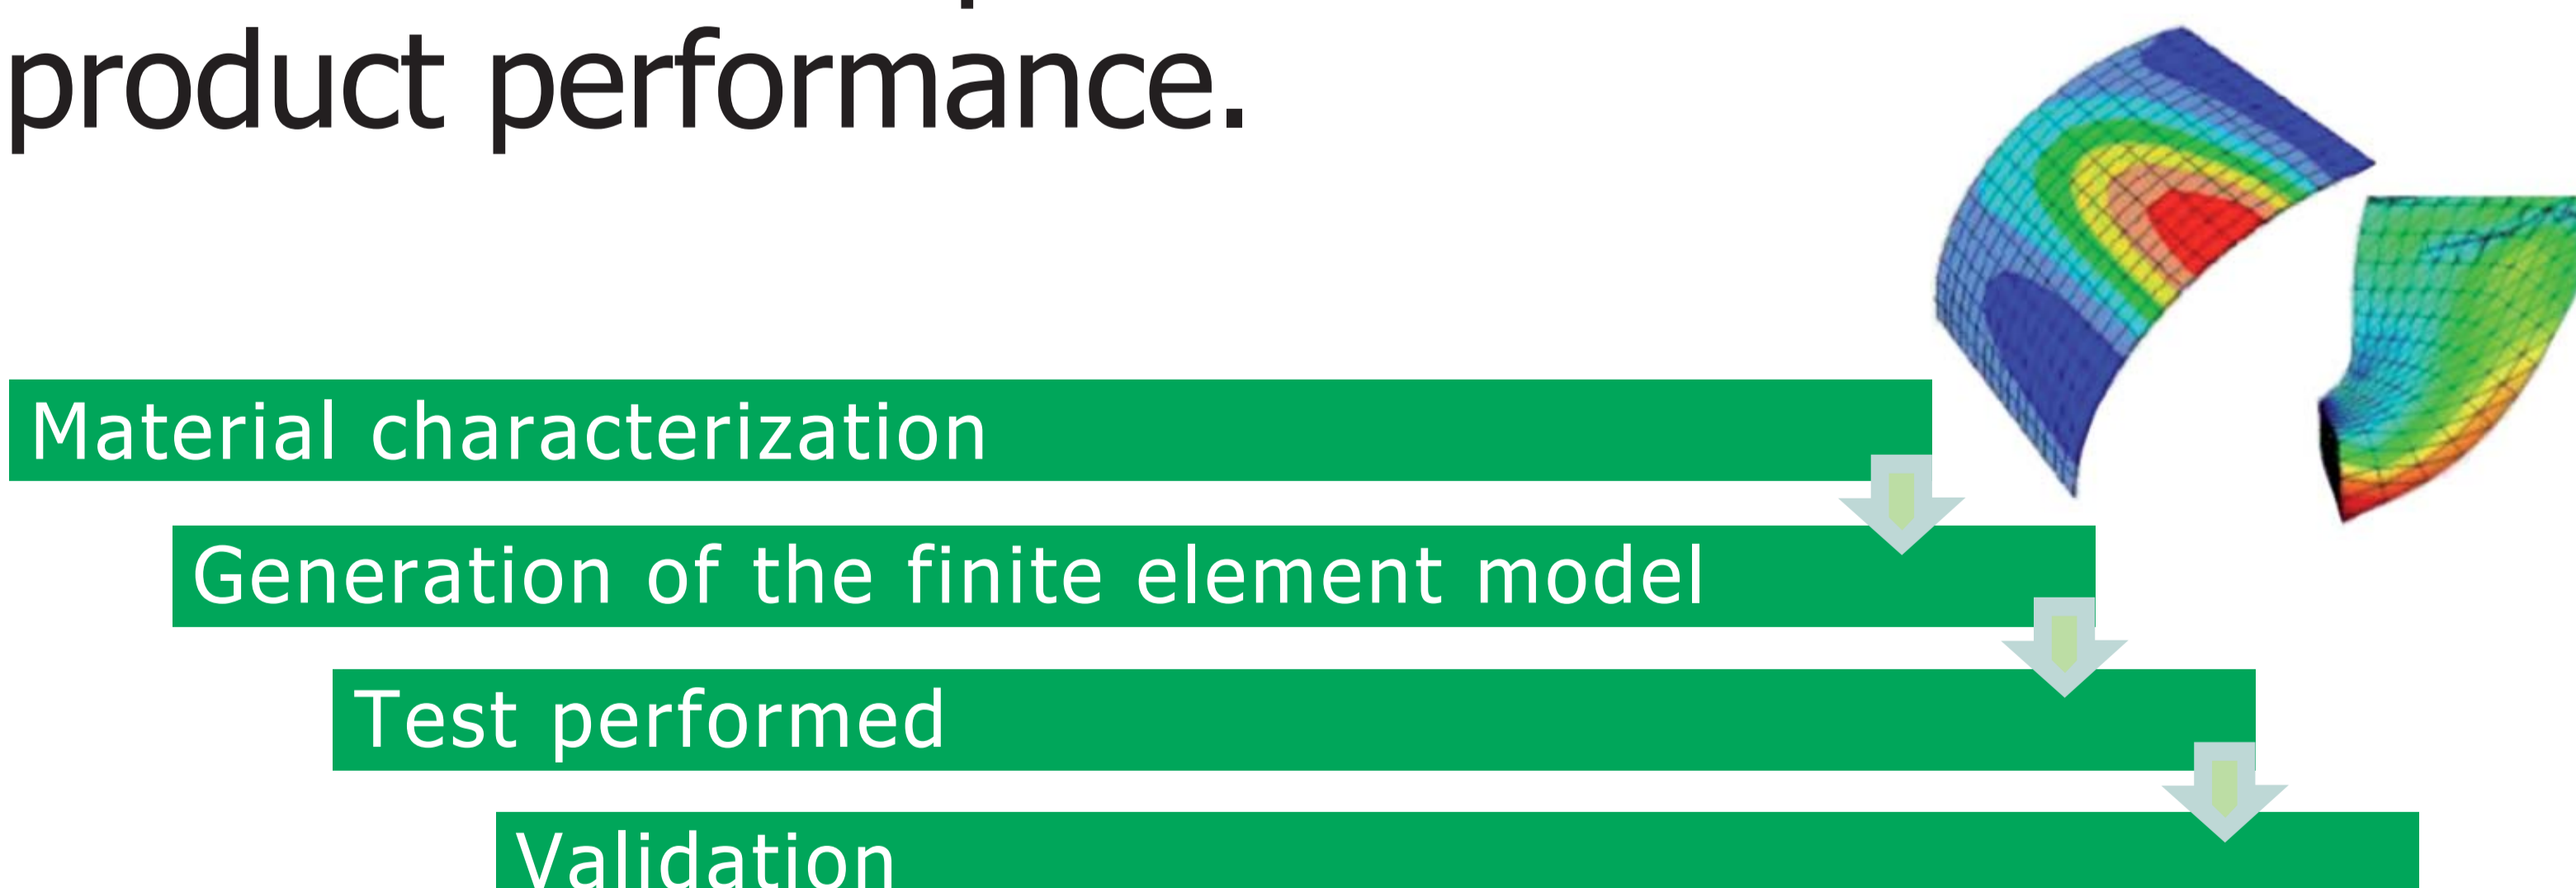 product performance.
Material characterization
Generation of the finite element model
Test performed
Validation